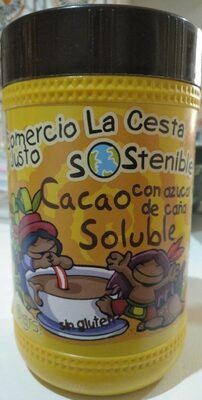 Comercio La Cesta
Justo SOStenible
Cacao con azúcar
de caña
Soluble
sin gluten